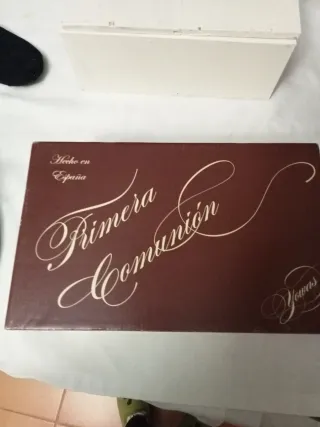 Hecho en
España
Primera
Comunión
Yowas